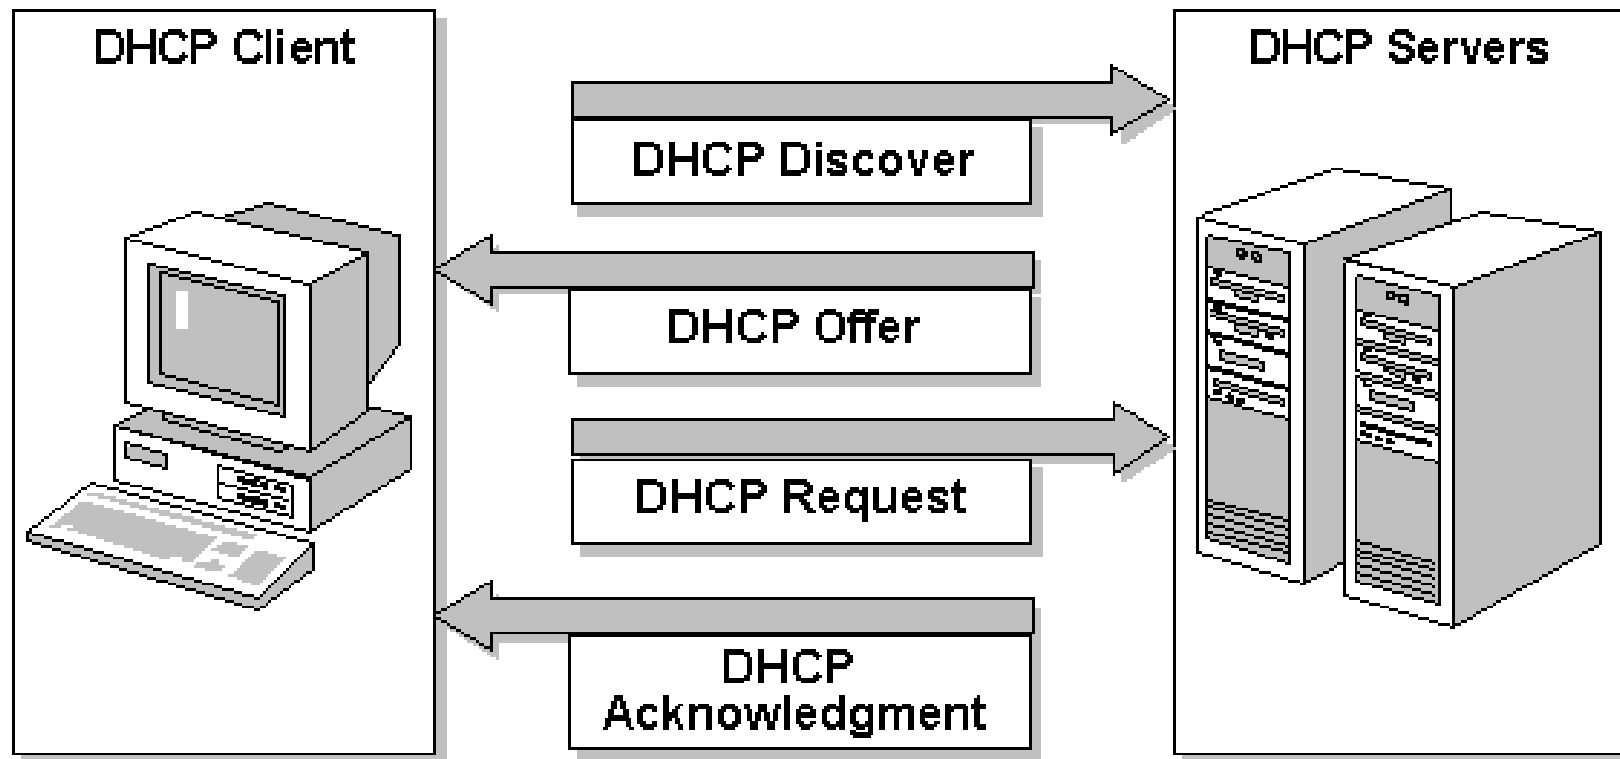 DHCP Client
DHCP Servers
DHCP Discover
DHCP Offer
DHCP Request
DHCP
Acknowledgment